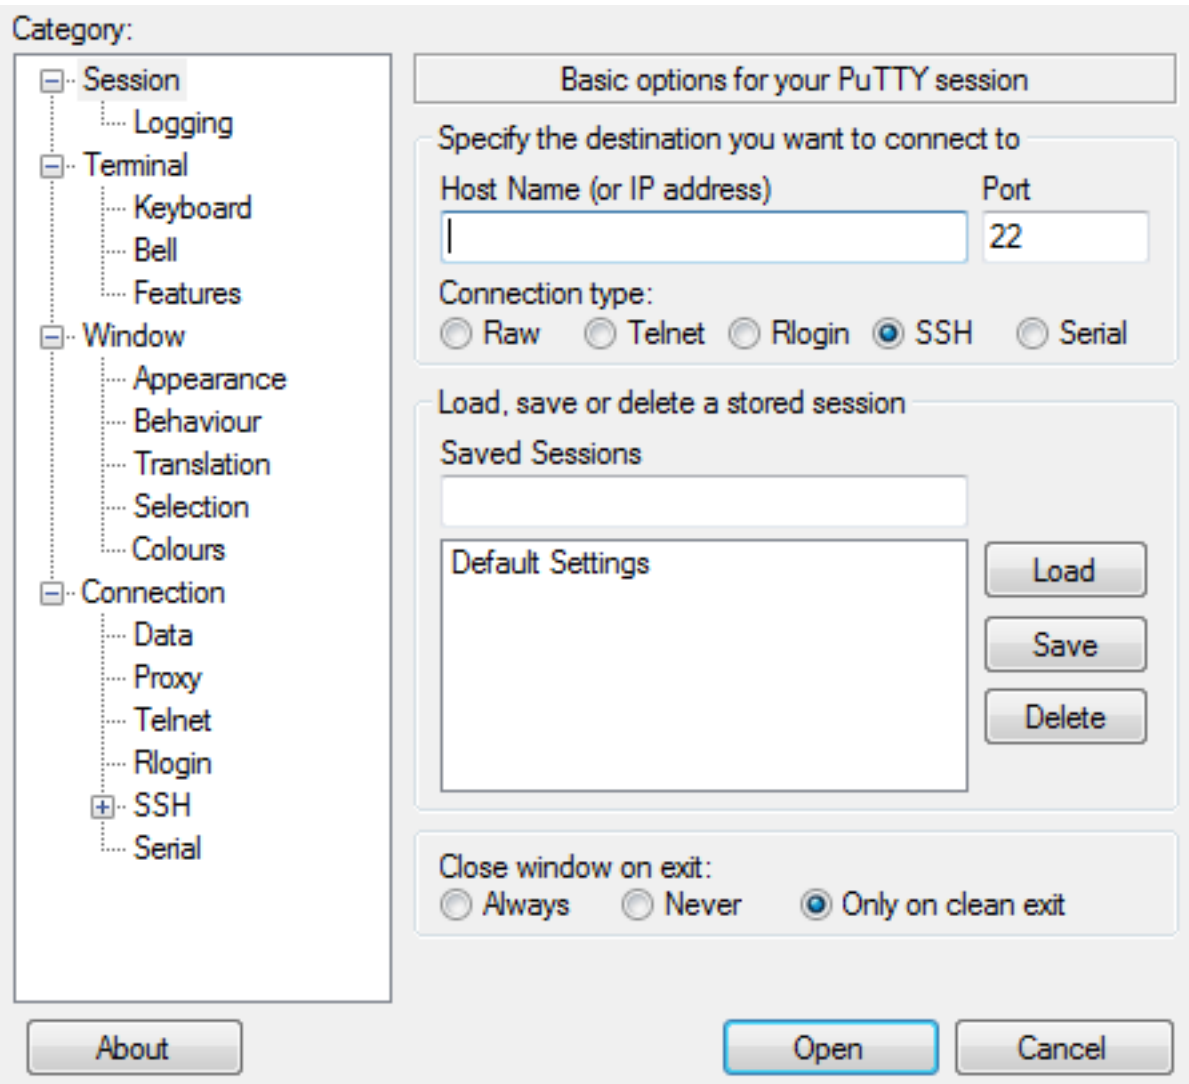 Category:
Session
Logging
Terminal
Keyboard
Bell
Features
Window
Appearance
Behaviour
Translation
Selection
Colours
Connection
Data
Proxy
Telnet
Rlogin
SSH
Serial
Basic options for your PuTTY session
Specify the destination you want to connect to
Host Name (or IP address) Port
22
Connection type:
Raw Telnet Rlogin SSH Serial
Load, save or delete a stored session
Saved Sessions
Default Settings
Load
Save
Delete
Close window on exit:
Always Never Only on clean exit
About Open Cancel